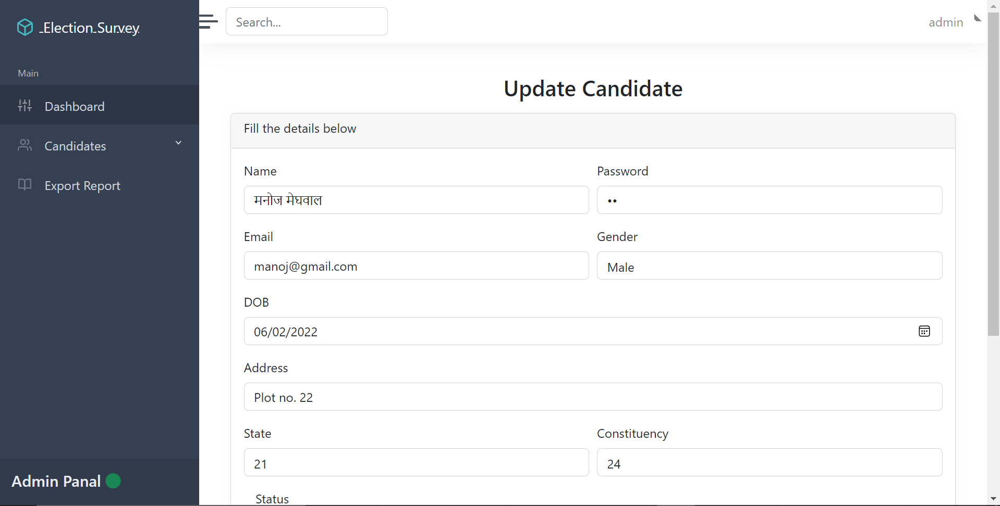 _Election_Survey
Search...
admin
Main
Dashboard
Candidates
Export Report
Admin Panal
Update Candidate
Fill the details below
Name
Password
मनोज मेघवाल
••
Email
Gender
manoj@gmail.com
Male
DOB
06/02/2022
Address
Plot no. 22
State
Constituency
21
24
Status